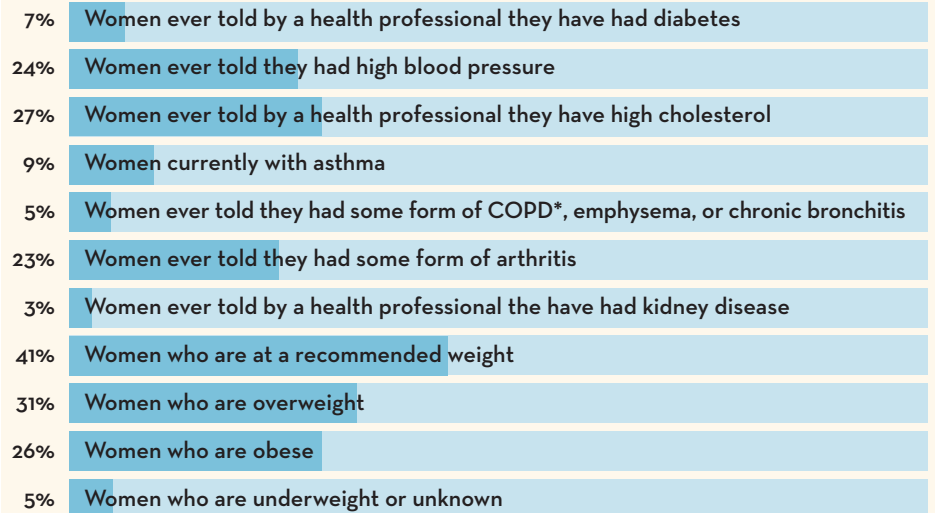 7% Women ever told by a health professional they have had diabetes
24% Women ever told they had high blood pressure
27% Women ever told by a health professional they have high cholesterol
9% Women currently with asthma
5% Women ever told they had some form of COPD*, emphysema, or chronic bronchitis
23% Women ever told they had some form of arthritis
3% Women ever told by a health professional the have had kidney disease
41% Women who are at a recommended weight
31% Women who are overweight
26% Women who are obese
5% Women who are underweight or unknown